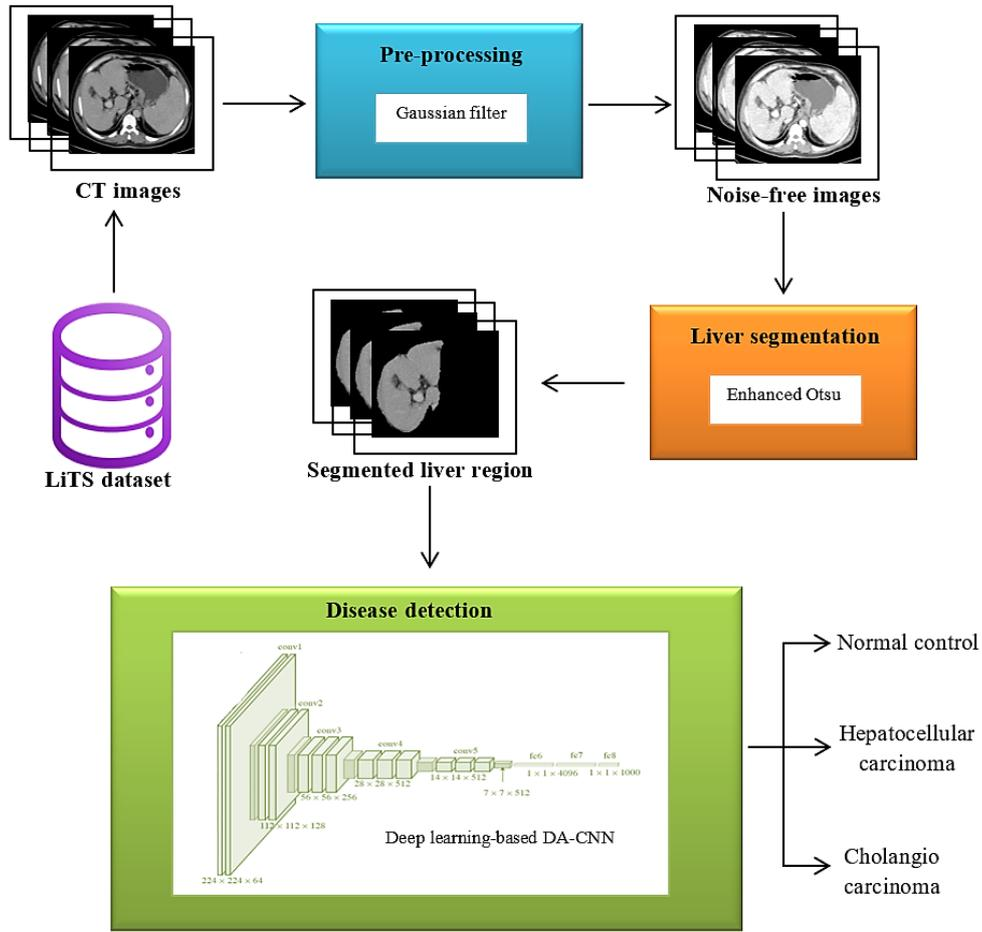 Pre-processing
Gaussian filter
CT images
Noise-free images
Liver segmentation
Enhanced Otsu
LiTS dataset
Segmented liver region
Disease detection
conv1
conv2
conv3
conv4
conv5
fc6
fc7
fc8
224 × 224 × 64
112 × 112 × 128
56 × 56 × 256
28 × 28 × 512
14 × 14 × 512
7 × 7 × 512
1 × 1 × 4096
1 × 1 × 1000
Deep learning-based DA-CNN
Normal control
Hepatocellular
carcinoma
Cholangio
carcinoma